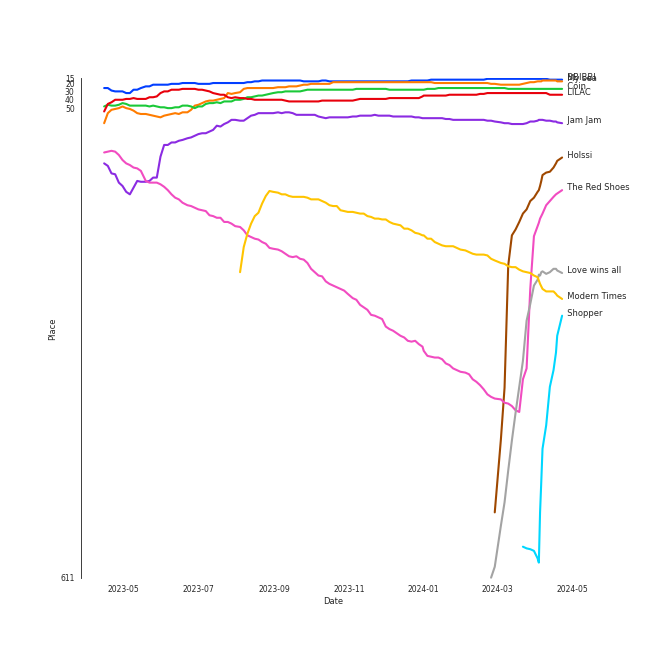 15
20
30
40
50
611
Place
Coin
LILAC
Jam Jam
Holssi
The Red Shoes
Love wins all
Modern Times
Shopper
2023-05
2023-07
2023-09
2023-11
2024-01
2024-03
2024-05
Date